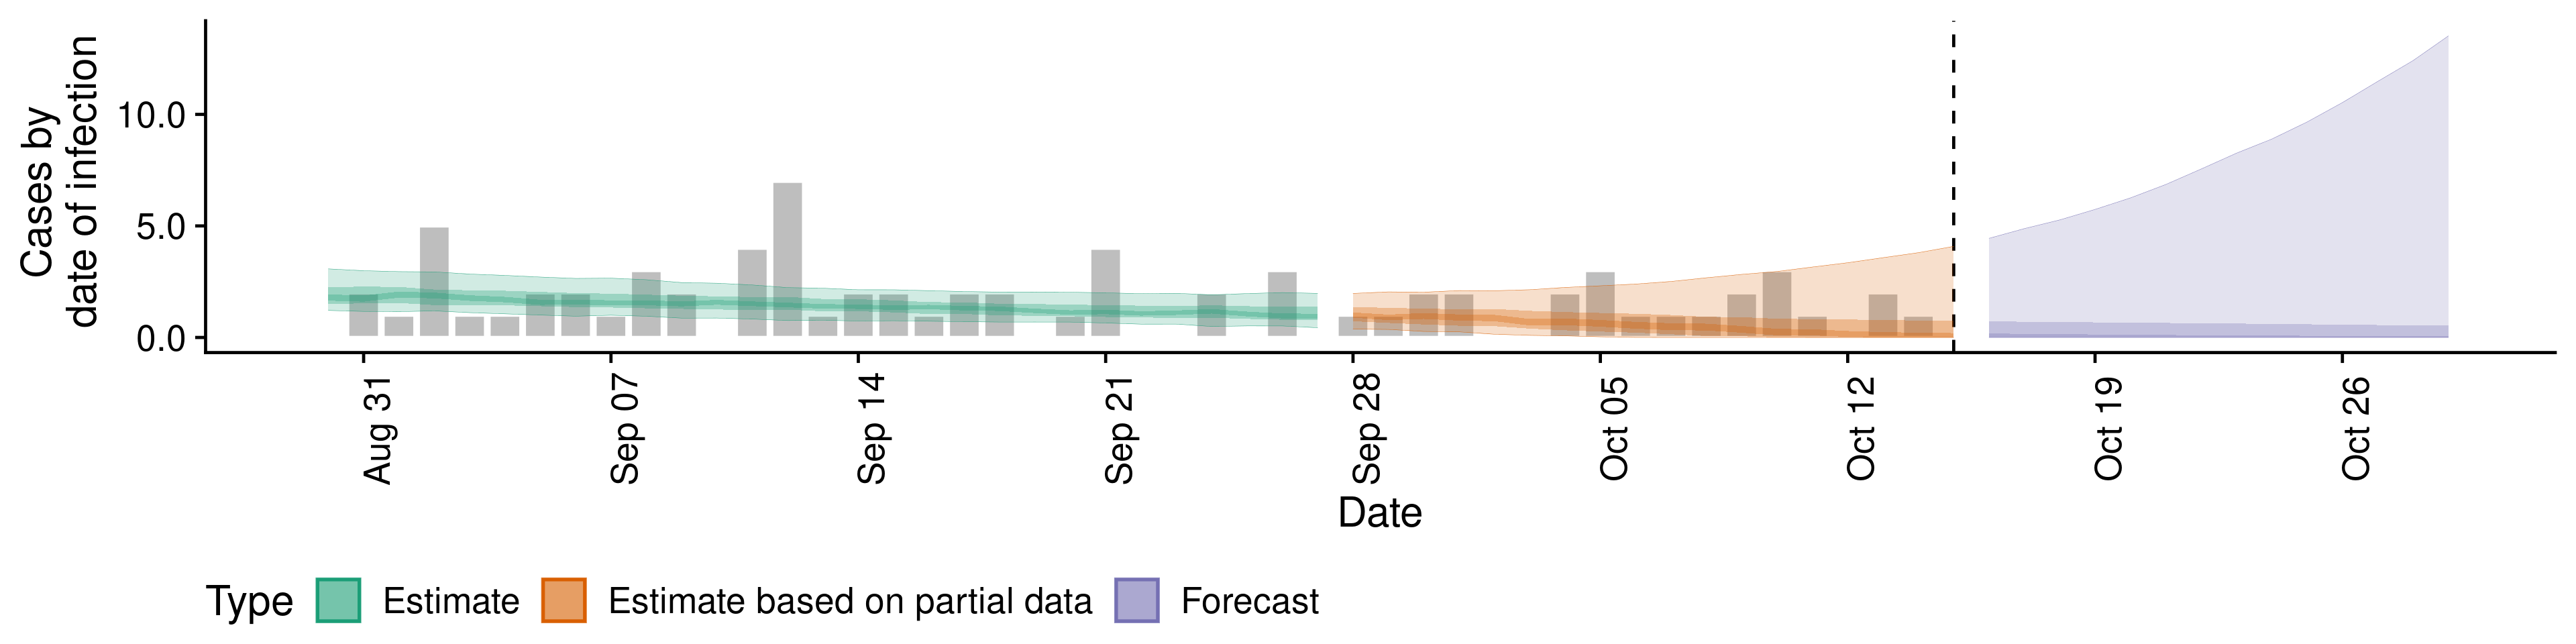 Cases by
date of infection
10.0
5.0
0.0
Aug 31
Sep 07
Sep 14
Sep 21
Sep 28
Oct 05
Oct 12
Oct 19
Oct 26
Date
Type Estimate Estimate based on partial data Forecast